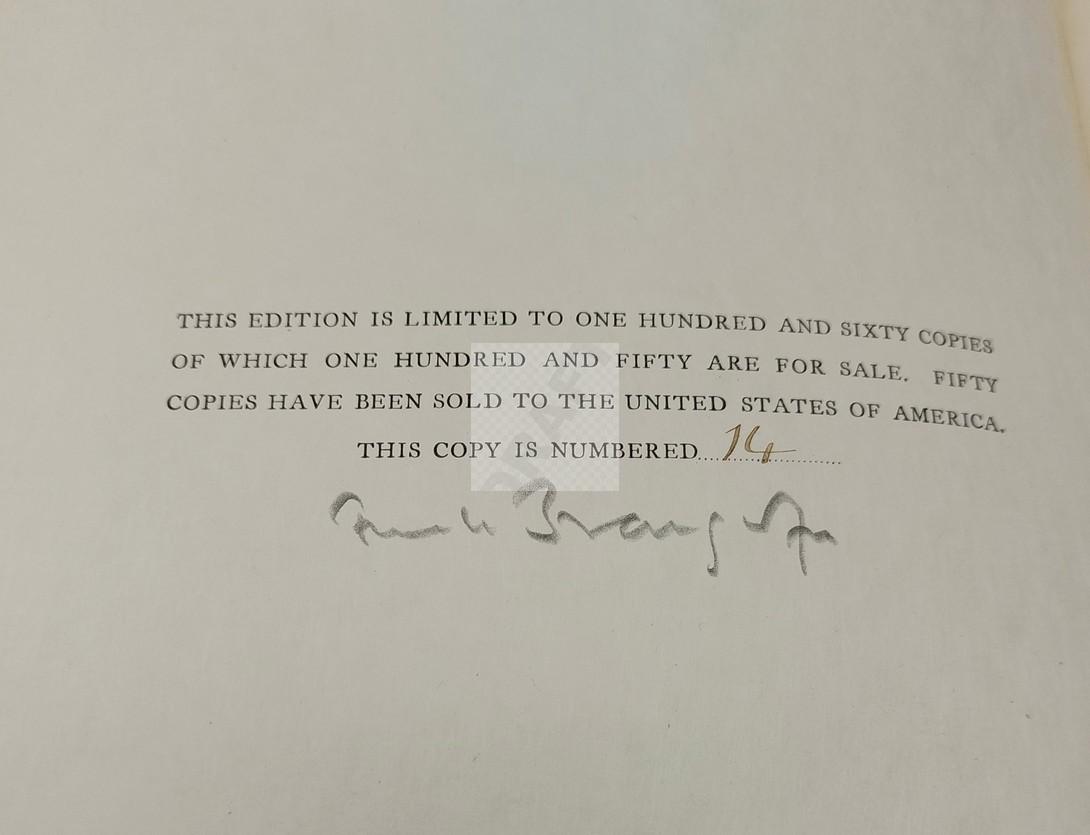 THIS EDITION IS LIMITED TO ONE HUNDRED AND SIXTY COPIES
OF WHICH ONE HUNDRED AND FIFTY ARE FOR SALE. FIFTY
COPIES HAVE BEEN SOLD TO THE UNITED STATES OF AMERICA.
THIS COPY IS NUMBERED 14